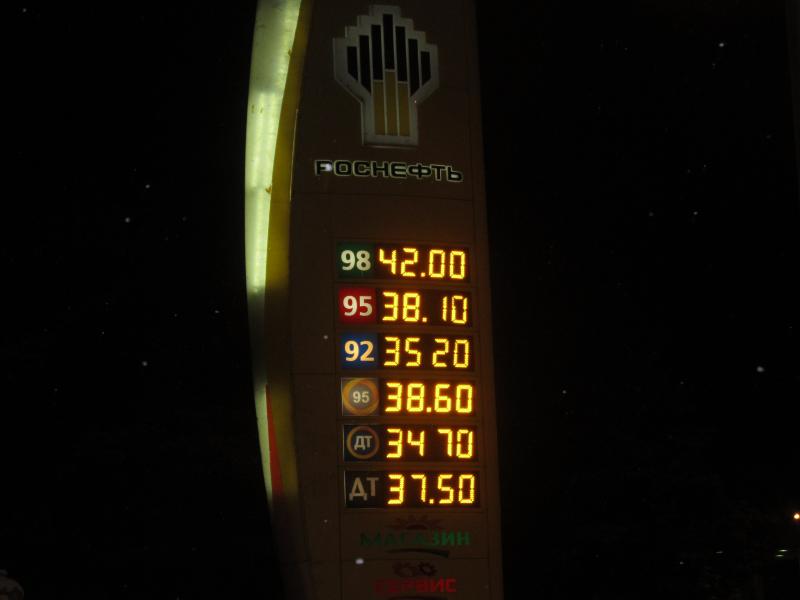 РОСНЕФТЬ
98 42.00
95 38.10
92 35 20
95 38.60
ДТ 34 70
ДТ 37.50
МАГАЗИН
СЕРВИС